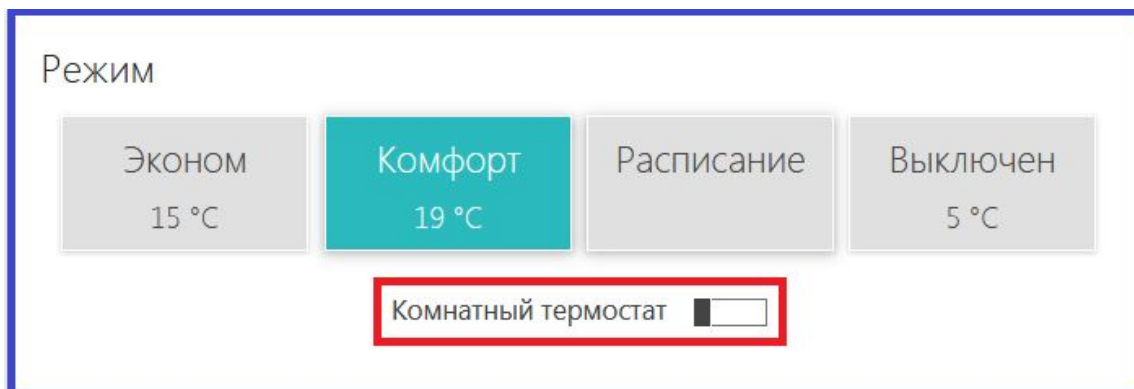 Режим
Эконом Комфорт Расписание Выключен
15 °C 19 °C 5 °C
Комнатный термостат